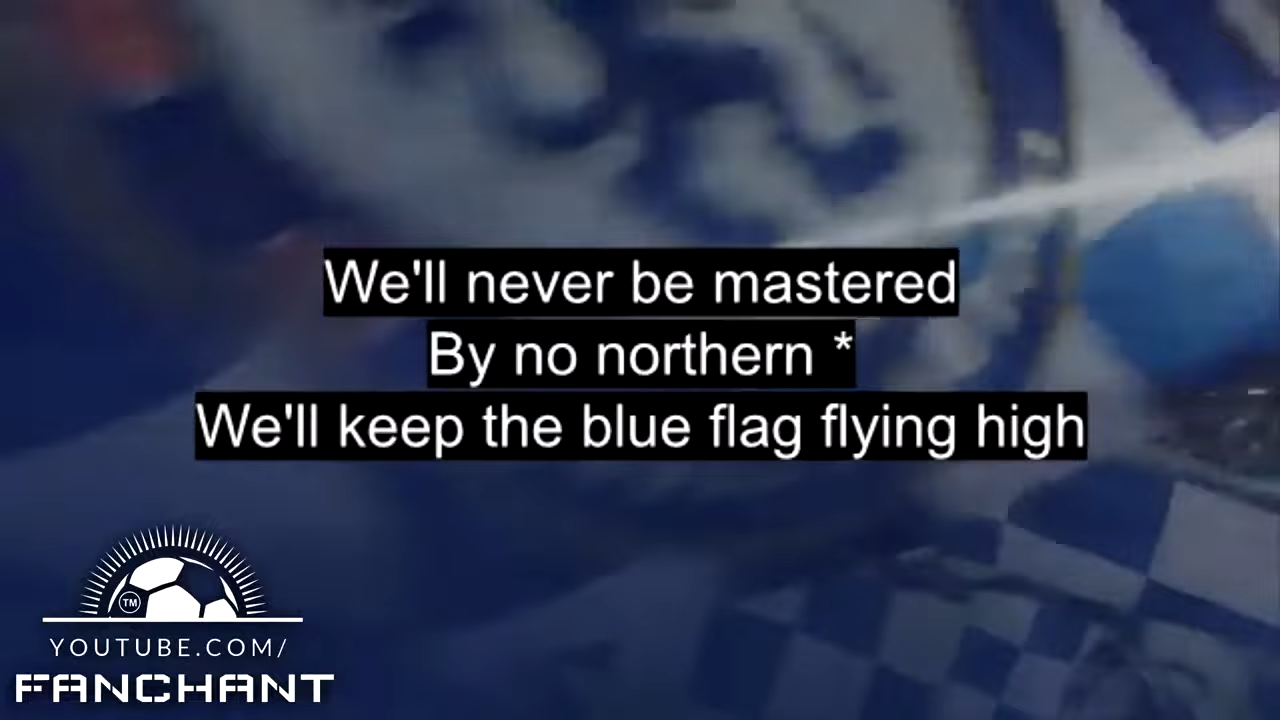 We'll never be mastered
By no northern *
We'll keep the blue flag flying high
TM
YOUTUBE.COM/
FANCHANT